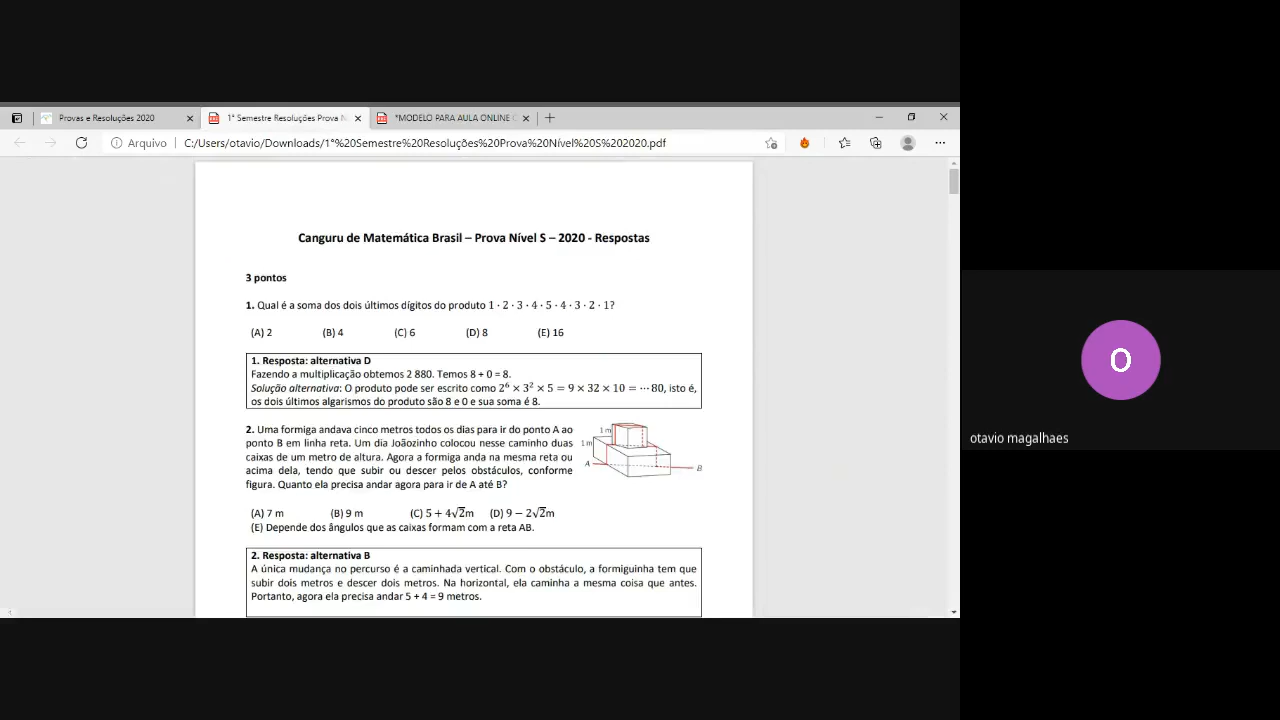 Provas e Resoluções 2020
1° Semestre Resoluções Prova N
*MODELO PARA AULA ONLINE
Arquivo
C:/Users/otavio/Downloads/1°%20Semestre%20Resoluções%20Prova%20Nível%20S%202020.pdf
Canguru de Matemática Brasil – Prova Nível S – 2020 - Respostas
3 pontos
1. Qual é a soma dos dois últimos dígitos do produto 1 · 2 · 3 · 4 · 5 · 4 · 3 · 2 · 1?
(A) 2 (B) 4 (C) 6 (D) 8 (E) 16
1. Resposta: alternativa D
Fazendo a multiplicação obtemos 2 880. Temos 8 + 0 = 8.
Solução alternativa: O produto pode ser escrito como 2⁶ × 3² × 5 = 9 × 32 × 10 = ⋯ 80, isto é,
os dois últimos algarismos do produto são 8 e 0 e sua soma é 8.
2. Uma formiga andava cinco metros todos os dias para ir do ponto A ao
ponto B em linha reta. Um dia Joãozinho colocou nesse caminho duas
caixas de um metro de altura. Agora a formiga anda na mesma reta ou
acima dela, tendo que subir ou descer pelos obstáculos, conforme
figura. Quanto ela precisa andar agora para ir de A até B?
1 m
1 m
A
B
(A) 7 m (B) 9 m (C) 5 + 4√2m (D) 9 − 2√2m
(E) Depende dos ângulos que as caixas formam com a reta AB.
2. Resposta: alternativa B
A única mudança no percurso é a caminhada vertical. Com o obstáculo, a formiguinha tem que
subir dois metros e descer dois metros. Na horizontal, ela caminha a mesma coisa que antes.
Portanto, agora ela precisa andar 5 + 4 = 9 metros.
O
otavio magalhaes